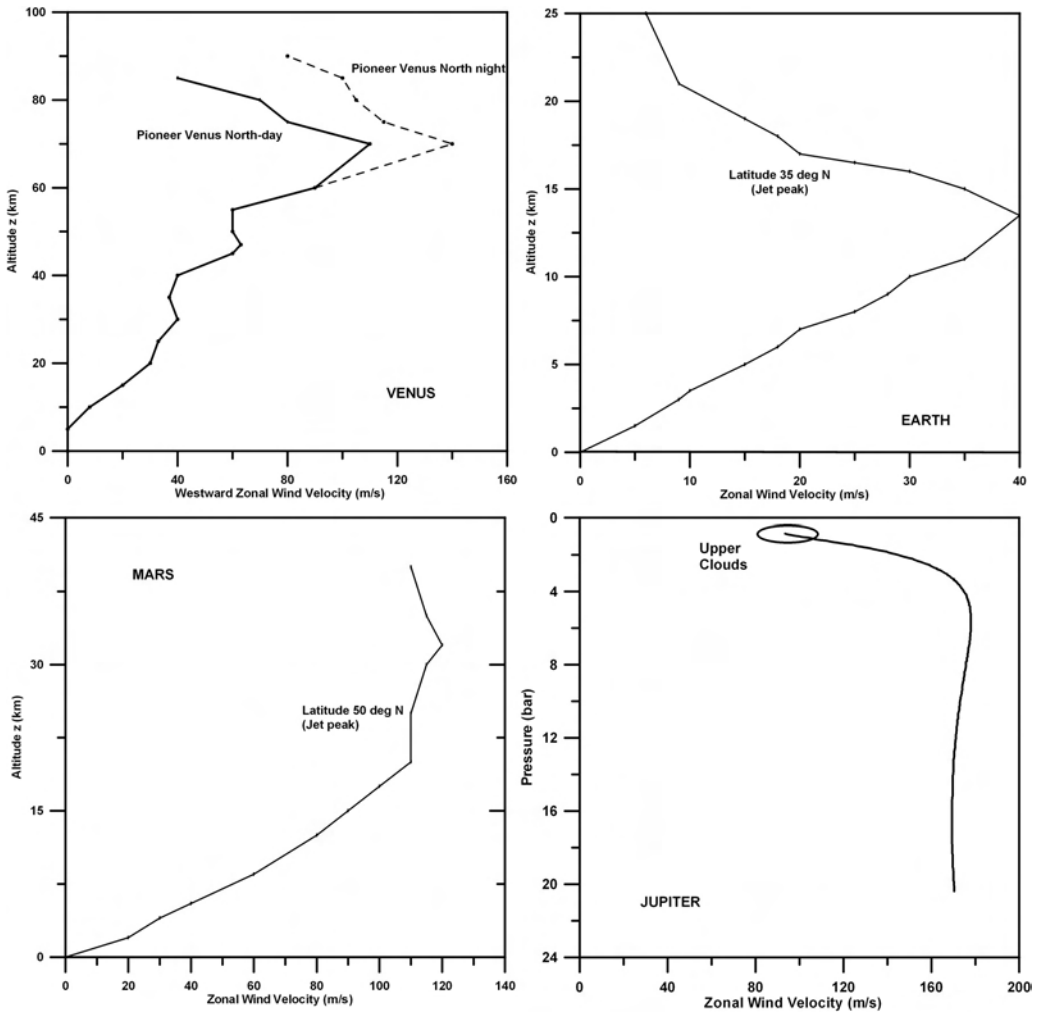 100
80
60
40
20
0
Altitude z (km)
Pioneer Venus North night
Pioneer Venus North-day
VENUS
0
40
80
120
160
Westward Zonal Wind Velocity (m/s)
25
20
15
10
5
0
Altitude z (km)
Latitude 35 deg N
(Jet peak)
EARTH
0
10
20
30
40
Zonal Wind Velocity (m/s)
45
30
15
0
Altitude z (km)
MARS
Latitude 50 deg N
(Jet peak)
0
20
40
60
80
100
120
140
Zonal Wind Velocity (m/s)
0
4
8
12
16
20
24
Pressure (bar)
Upper
Clouds
JUPITER
0
40
80
120
160
200
Zonal Wind Velocity (m/s)